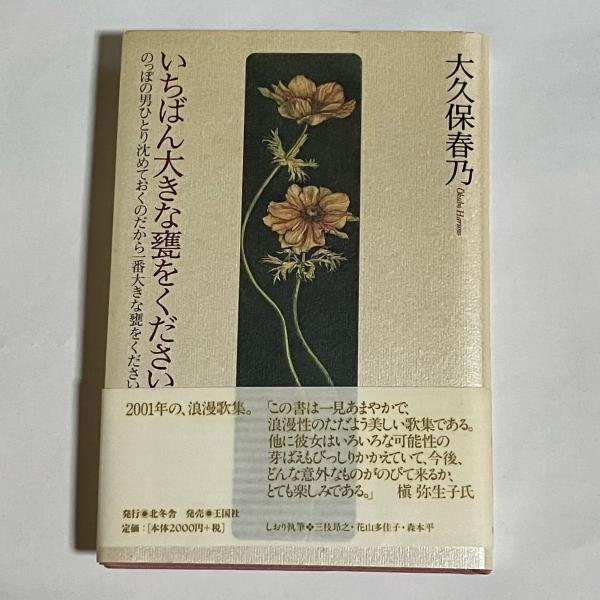 大久保春乃
Okubo Haruno
いちばん大きな甕をください
のっぽの男ひとり沈めておくのだから一番大きな甕をください
2001年の、浪漫歌集。
「この書は一見あまやかで、
浪漫性のただよう美しい歌集である。
他に彼女はいろいろな可能性の
芽ばえもびっしりかかえていて、今後、
どんな意外なものがのびて来るか、
とても楽しみである。」 槇 弥生子氏
発行●北冬舎 発売●王国社
定価:[本体2000円+税]
しおり執筆❖三枝昻之・花山多佳子・森本平